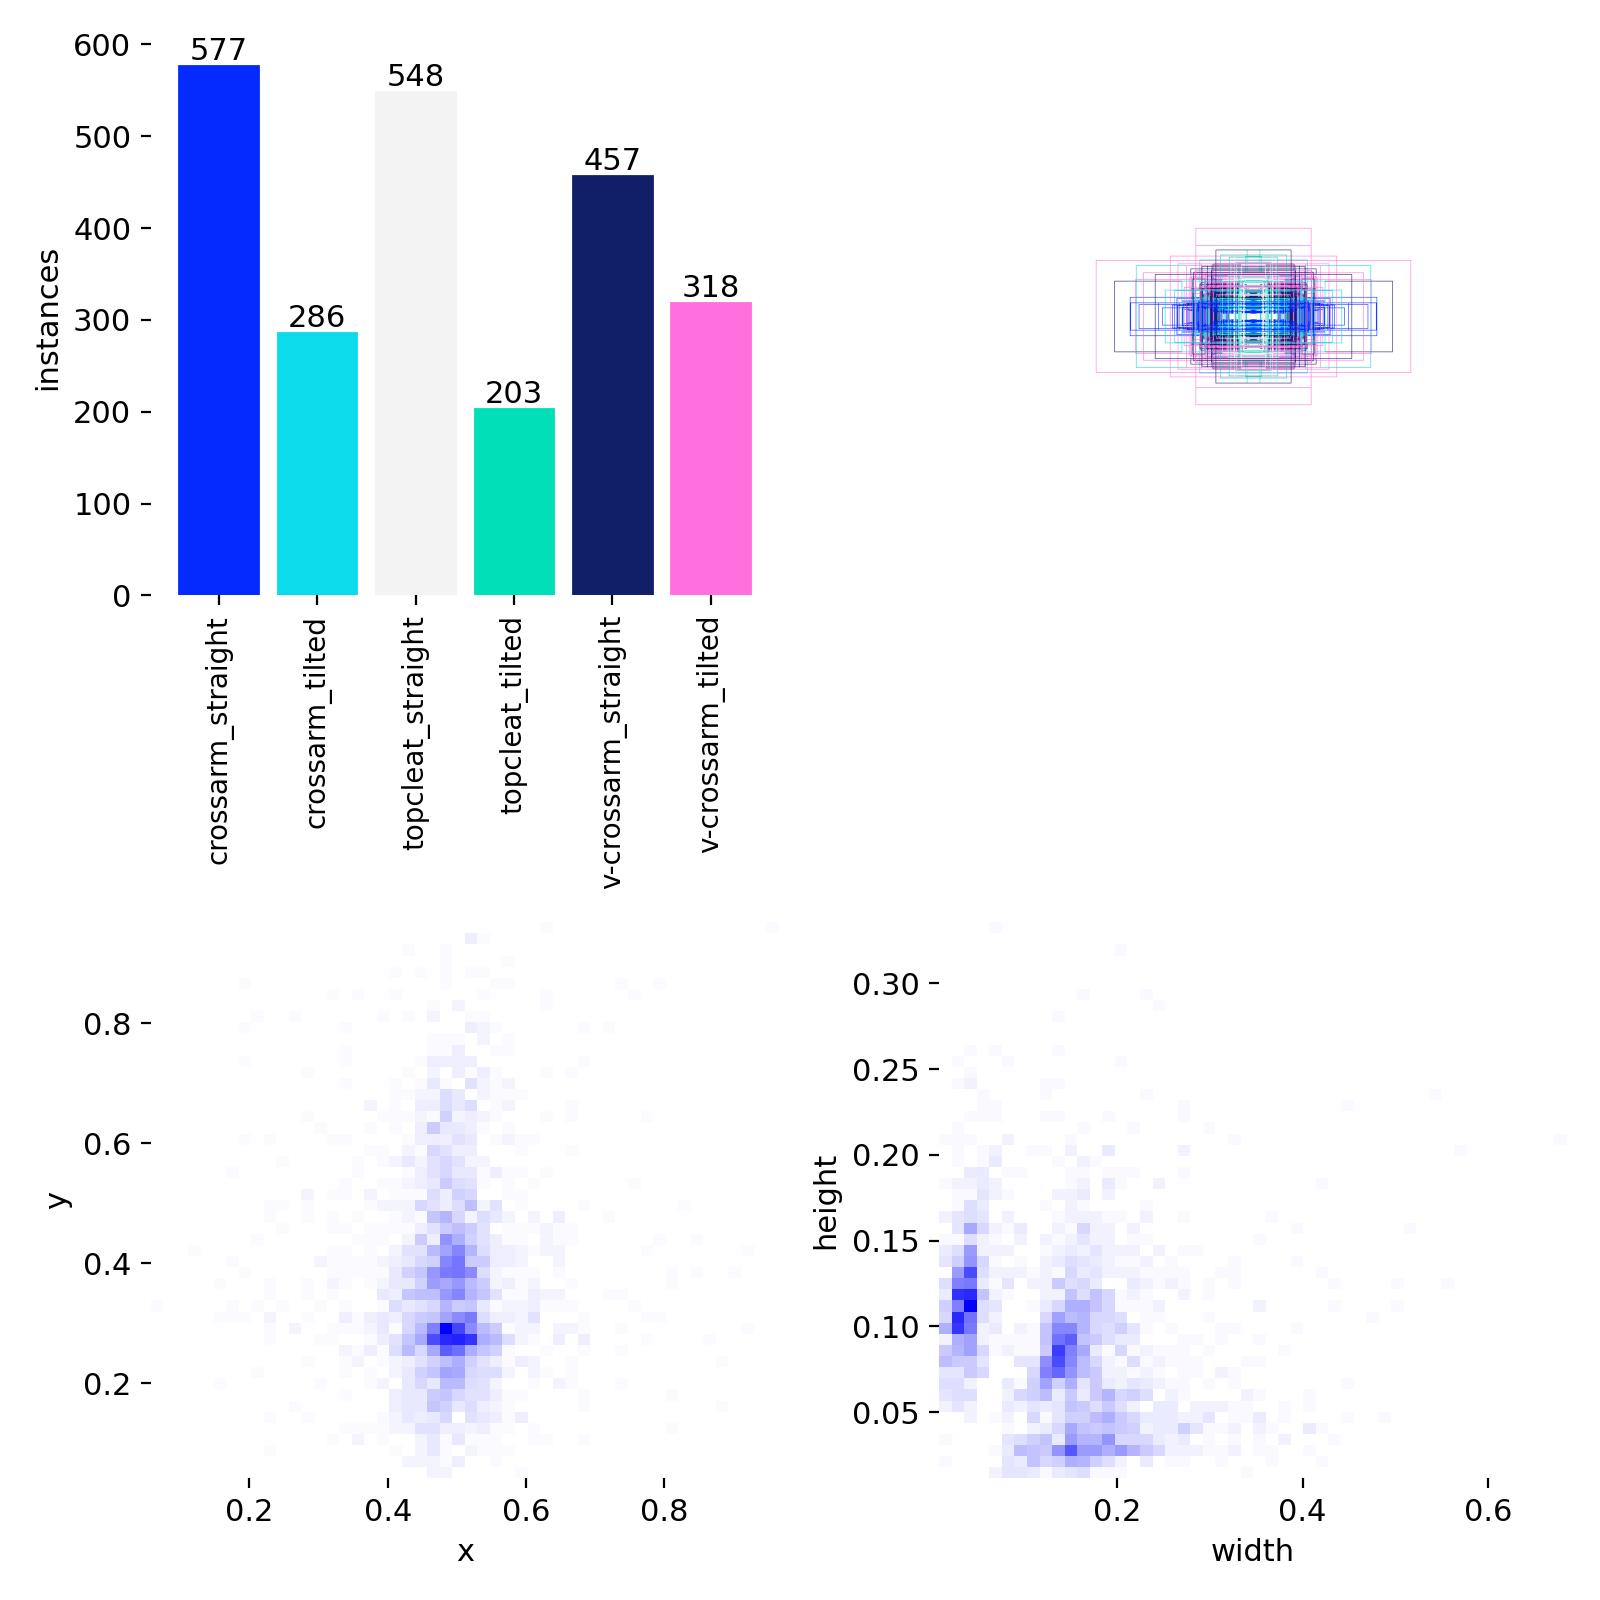 600
500
400
300
200
100
0
instances
577
286
548
203
457
318
crossarm_straight
crossarm_tilted
topcleat_straight
topcleat_tilted
v-crossarm_straight
v-crossarm_tilted
0.8
0.6
0.4
0.2
y
0.2 0.4 0.6 0.8
x
0.30
0.25
0.20
0.15
0.10
0.05
height
0.2 0.4 0.6
width